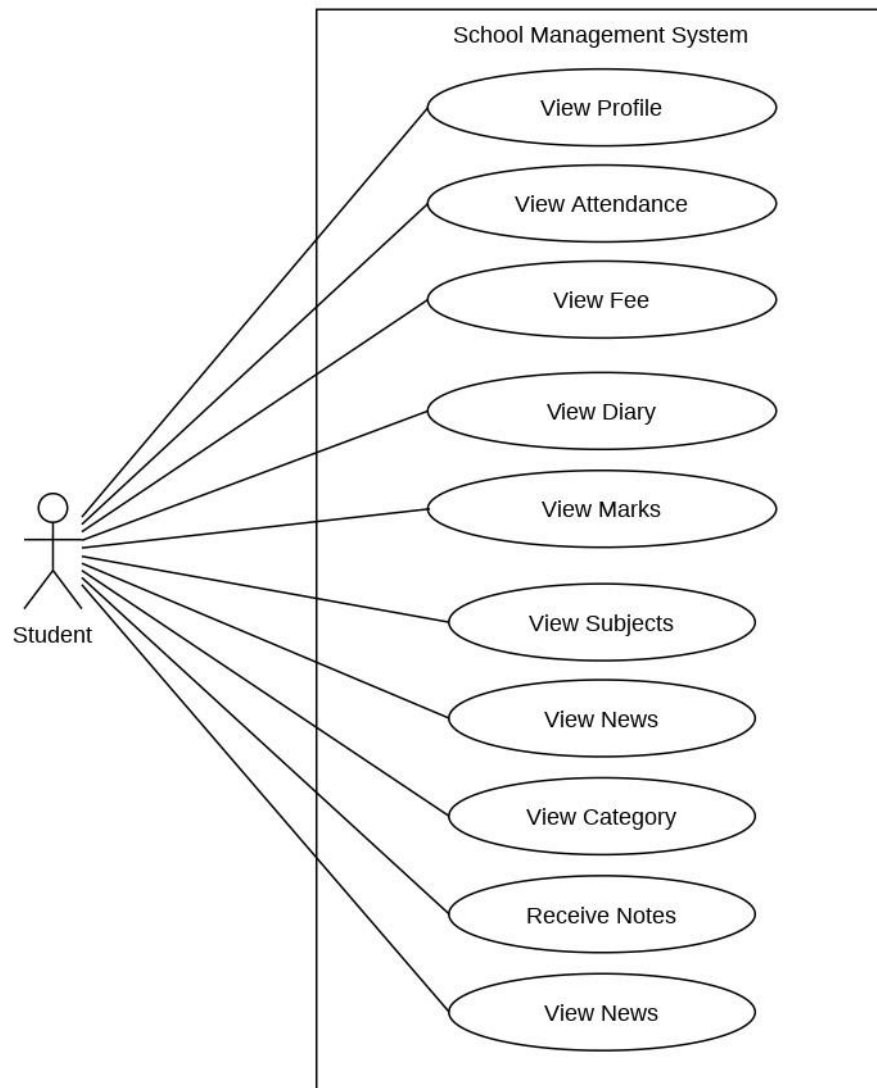 School Management System
View Profile
View Attendance
View Fee
View Diary
View Marks
Student
View Subjects
View News
View Category
Receive Notes
View News